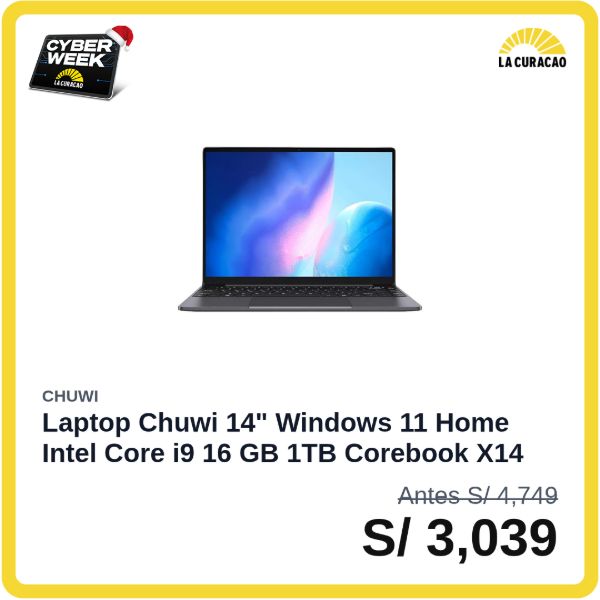 CYBER
WEEK
LA CURACAO
LA CURACAO
CHUWI
Laptop Chuwi 14" Windows 11 Home
Intel Core i9 16 GB 1TB Corebook X14
Antes S/ 4,749
S/ 3,039